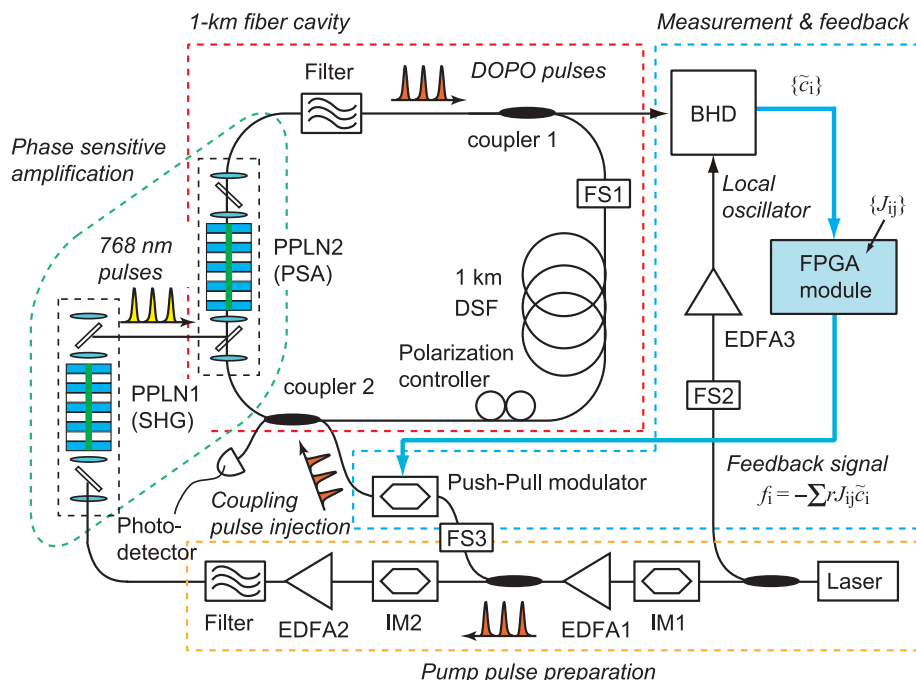 1-km fiber cavity
Measurement & feedback
Filter
DOPO pulses
{c̃i}
BHD
coupler 1
Phase sensitive
amplification
FS1
Local
oscillator
{Jij}
768 nm
pulses
PPLN2
(PSA)
1 km
DSF
FPGA
module
EDFA3
Polarization
controller
PPLN1
(SHG)
coupler 2
FS2
Push-Pull modulator
Feedback signal
fi = −∑rJijc̃i
Coupling
pulse injection
Photo-
detector
FS3
Laser
Filter
EDFA2
IM2
EDFA1
IM1
Pump pulse preparation